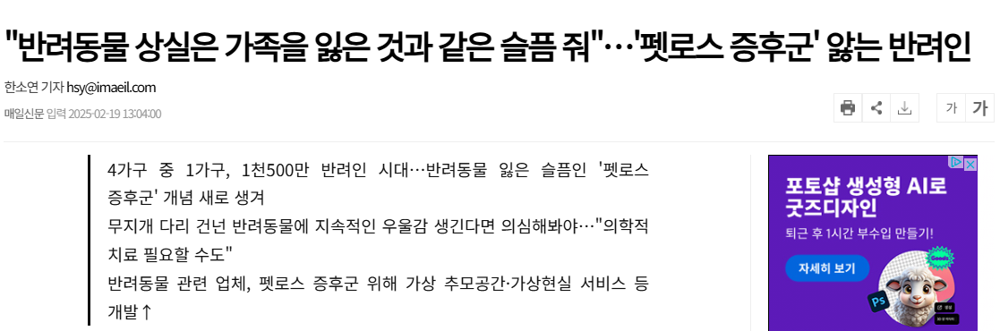 "반려동물 상실은 가족을 잃은 것과 같은 슬픔 줘"…'펫로스 증후군' 앓는 반려인
한소연 기자 hsy@imaeil.com
매일신문 입력 2025-02-19 13:04:00
가 가
4가구 중 1가구, 1천500만 반려인 시대…반려동물 잃은 슬픔인 '펫로스
증후군' 개념 새로 생겨
무지개 다리 건넌 반려동물에 지속적인 우울감 생긴다면 의심해봐야…"의학적
치료 필요할 수도"
반려동물 관련 업체, 펫로스 증후군 위해 가상 추모공간·가상현실 서비스 등
개발↑
포토샵 생성형 AI로
굿즈디자인
퇴근 후 1시간 부수입 만들기!
자세히 보기
Goods
Ps